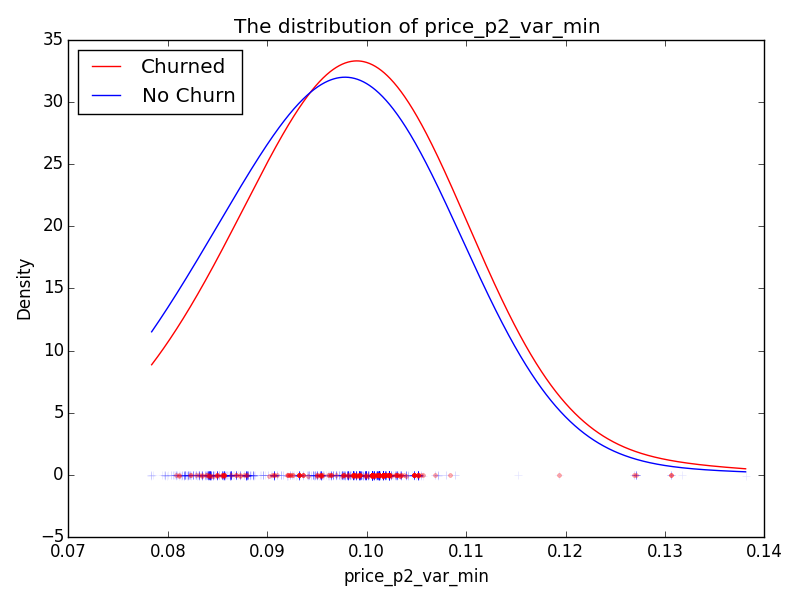 The distribution of price_p2_var_min
35
30
25
20
15
10
5
0
−5
Density
Churned
No Churn
0.07 0.08 0.09 0.10 0.11 0.12 0.13 0.14
price_p2_var_min